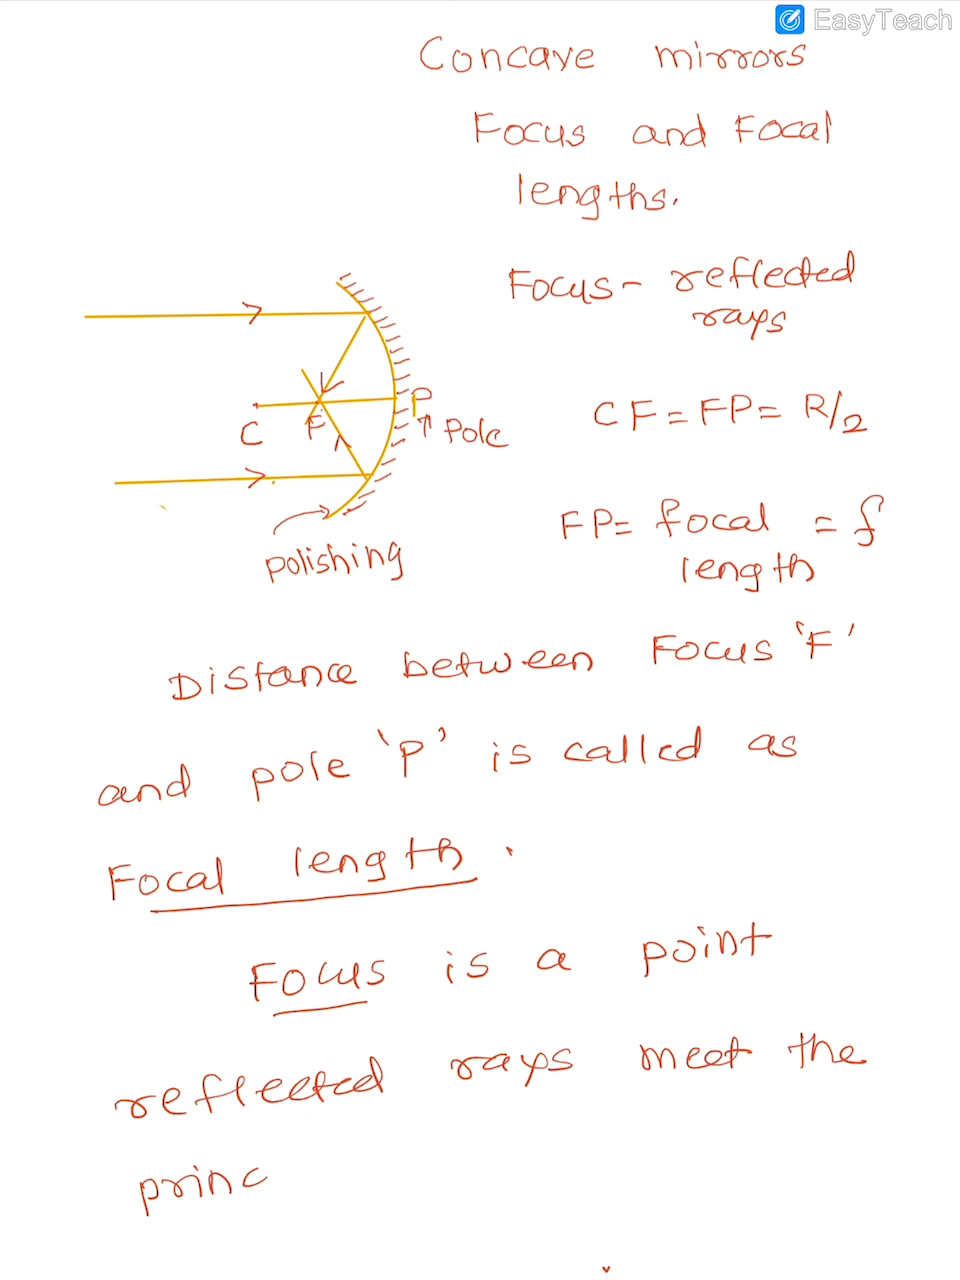 EasyTeach
Concave mirrors
Focus and Focal
lengths.
Focus - reflected
rays
C F P
↑ Pole
CF = FP = R/2
FP = focal = f
length
polishing
Distance between Focus 'F'
and pole 'P' is called as
Focal length.
Focus is a point
reflected rays meet the
princ